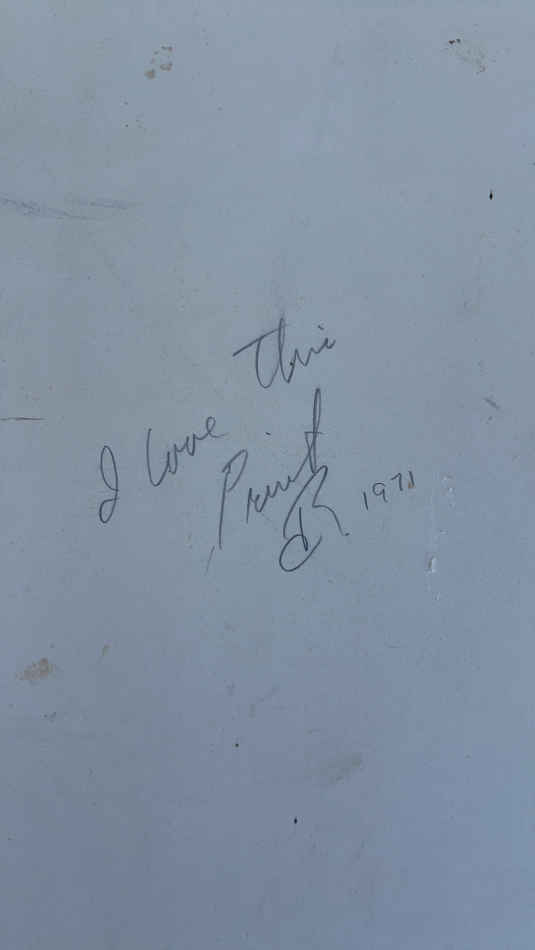 I love this
Print
R 1971